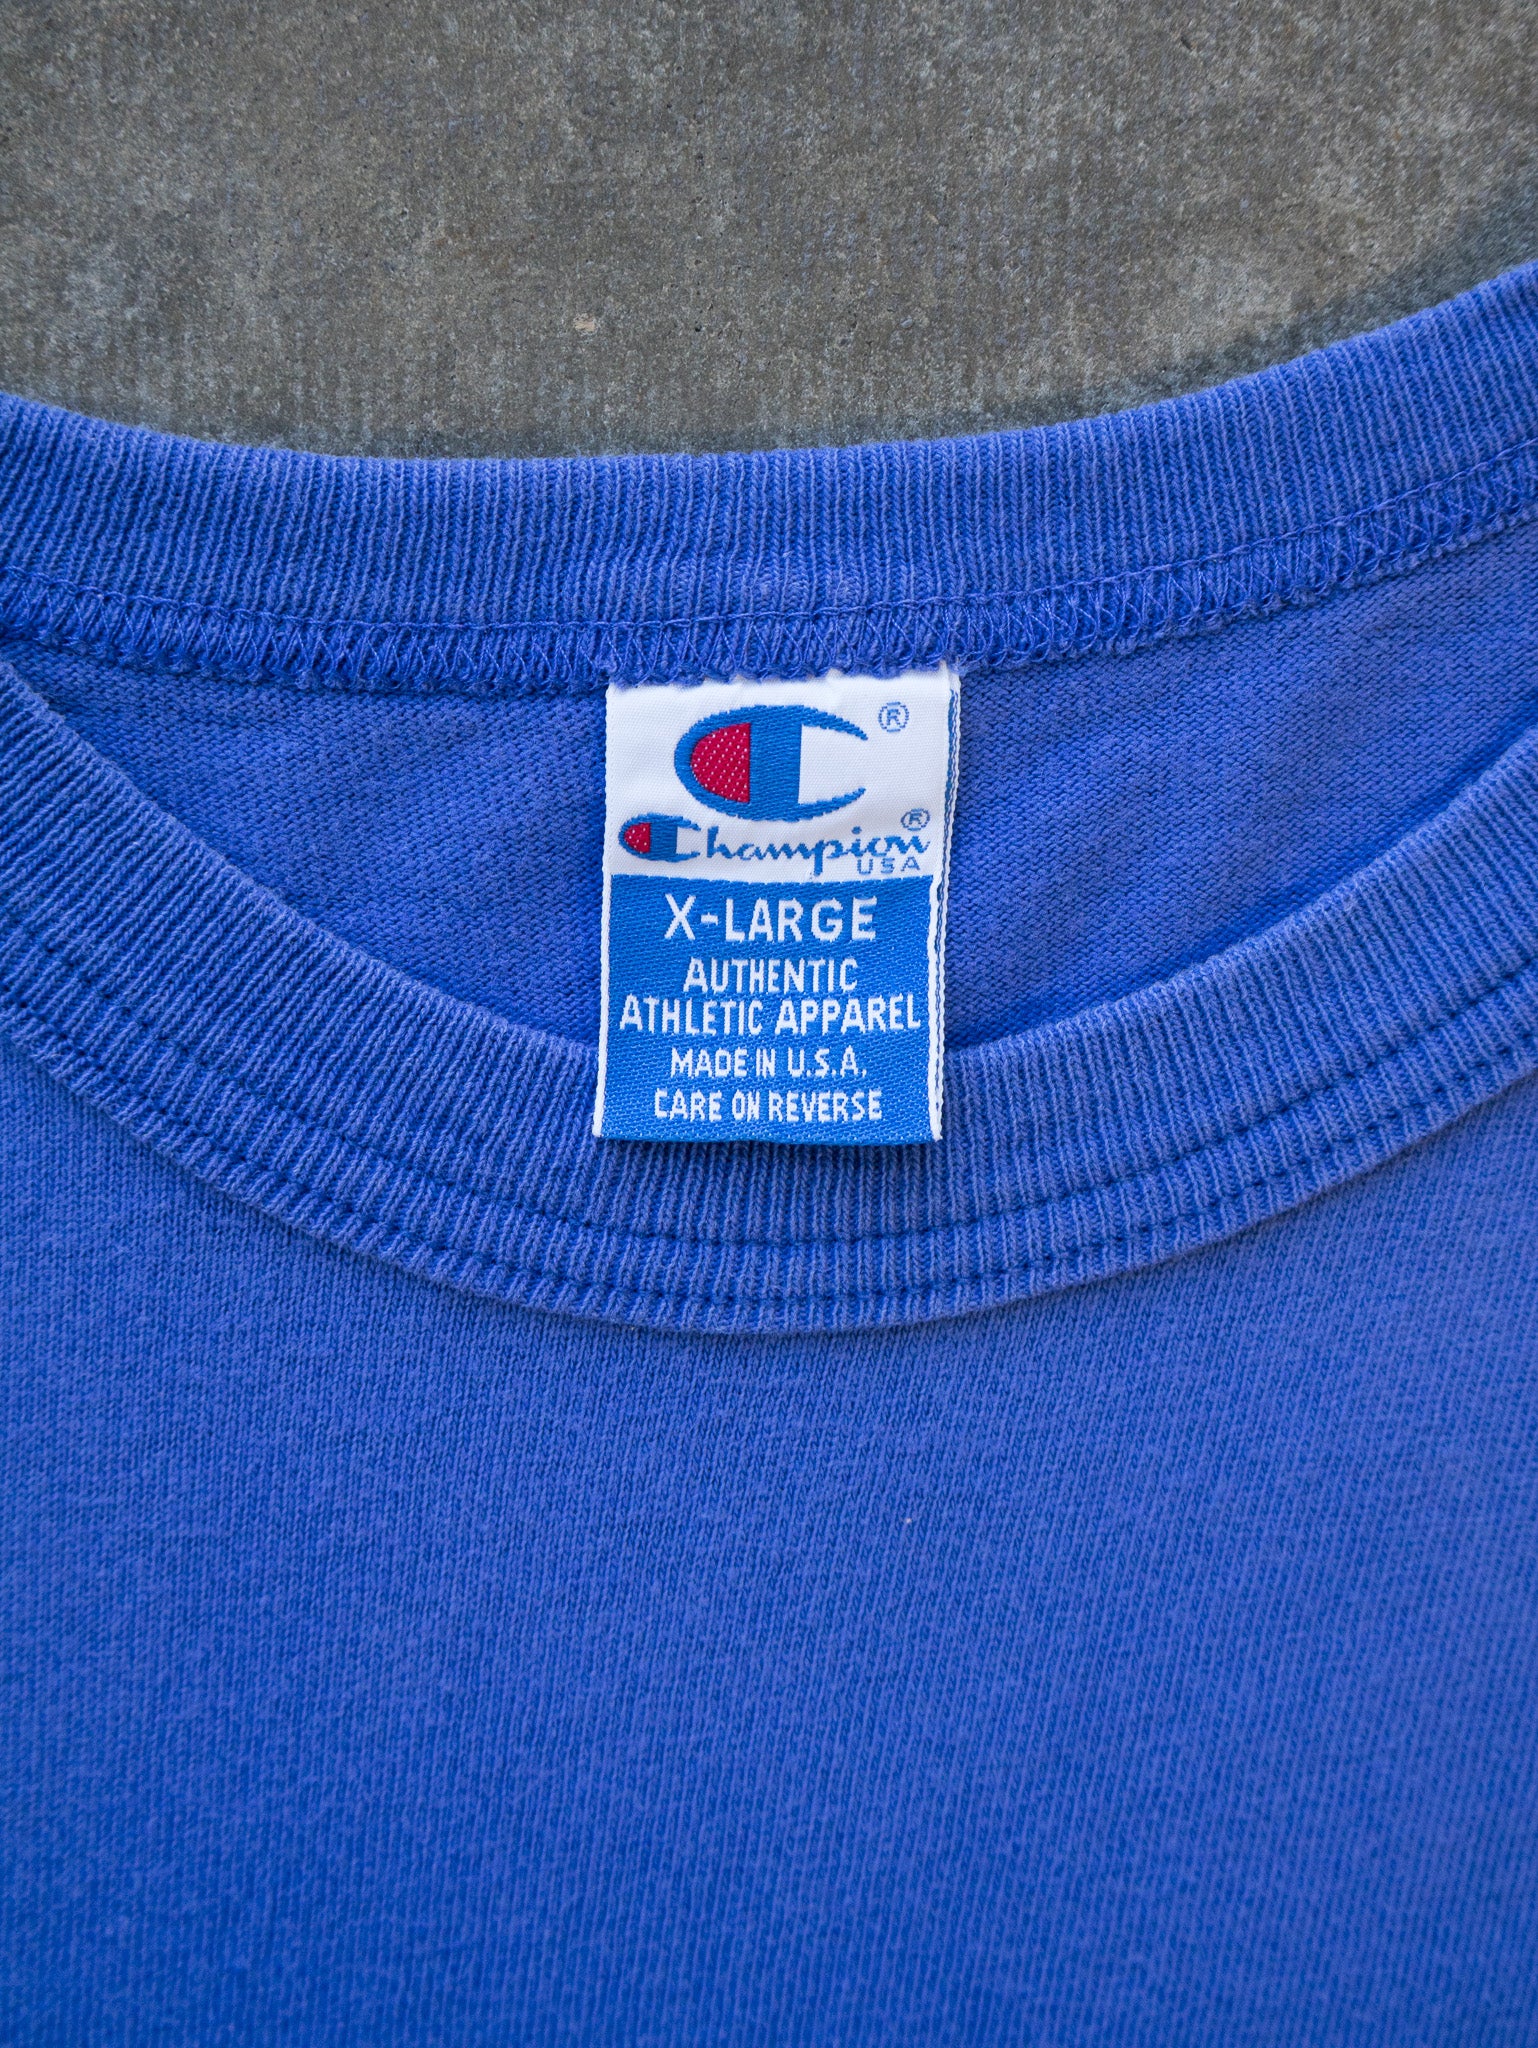 ®
Champion®
USA
X-LARGE
AUTHENTIC
ATHLETIC APPAREL
MADE IN U.S.A.
CARE ON REVERSE